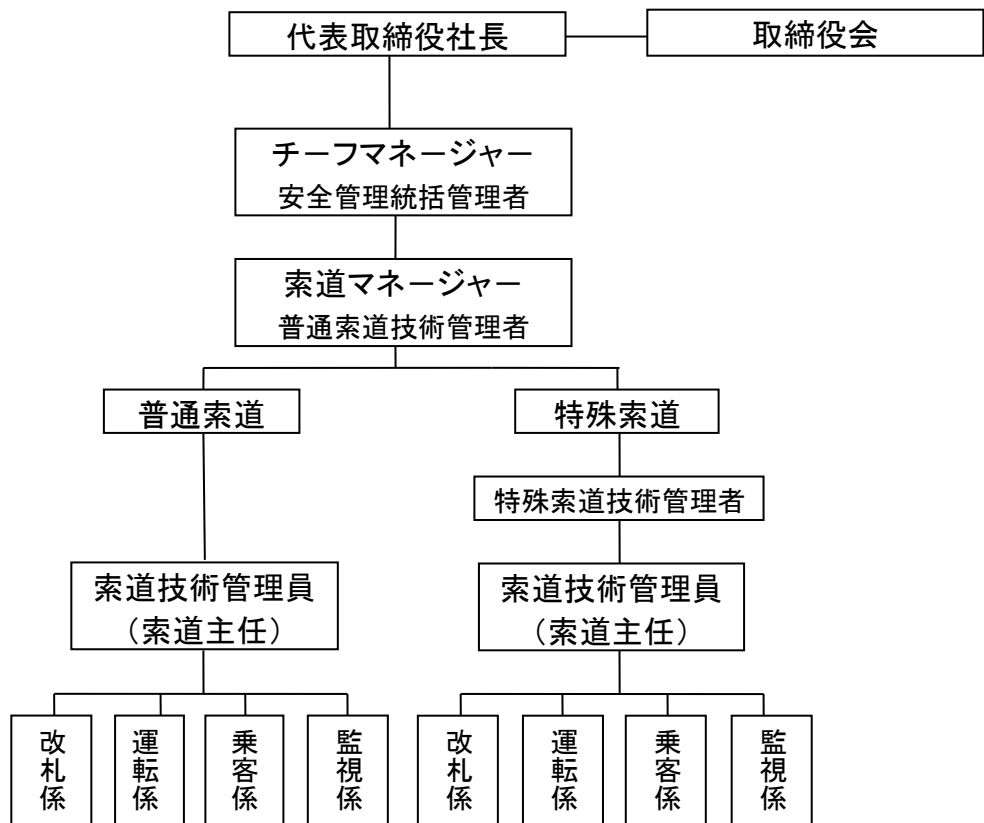 代表取締役社長
取締役会
チーフマネージャー
安全管理統括管理者
索道マネージャー
普通索道技術管理者
普通索道
特殊索道
特殊索道技術管理者
索道技術管理員
（索道主任）
索道技術管理員
（索道主任）
改札係
運転係
乗客係
監視係
改札係
運転係
乗客係
監視係